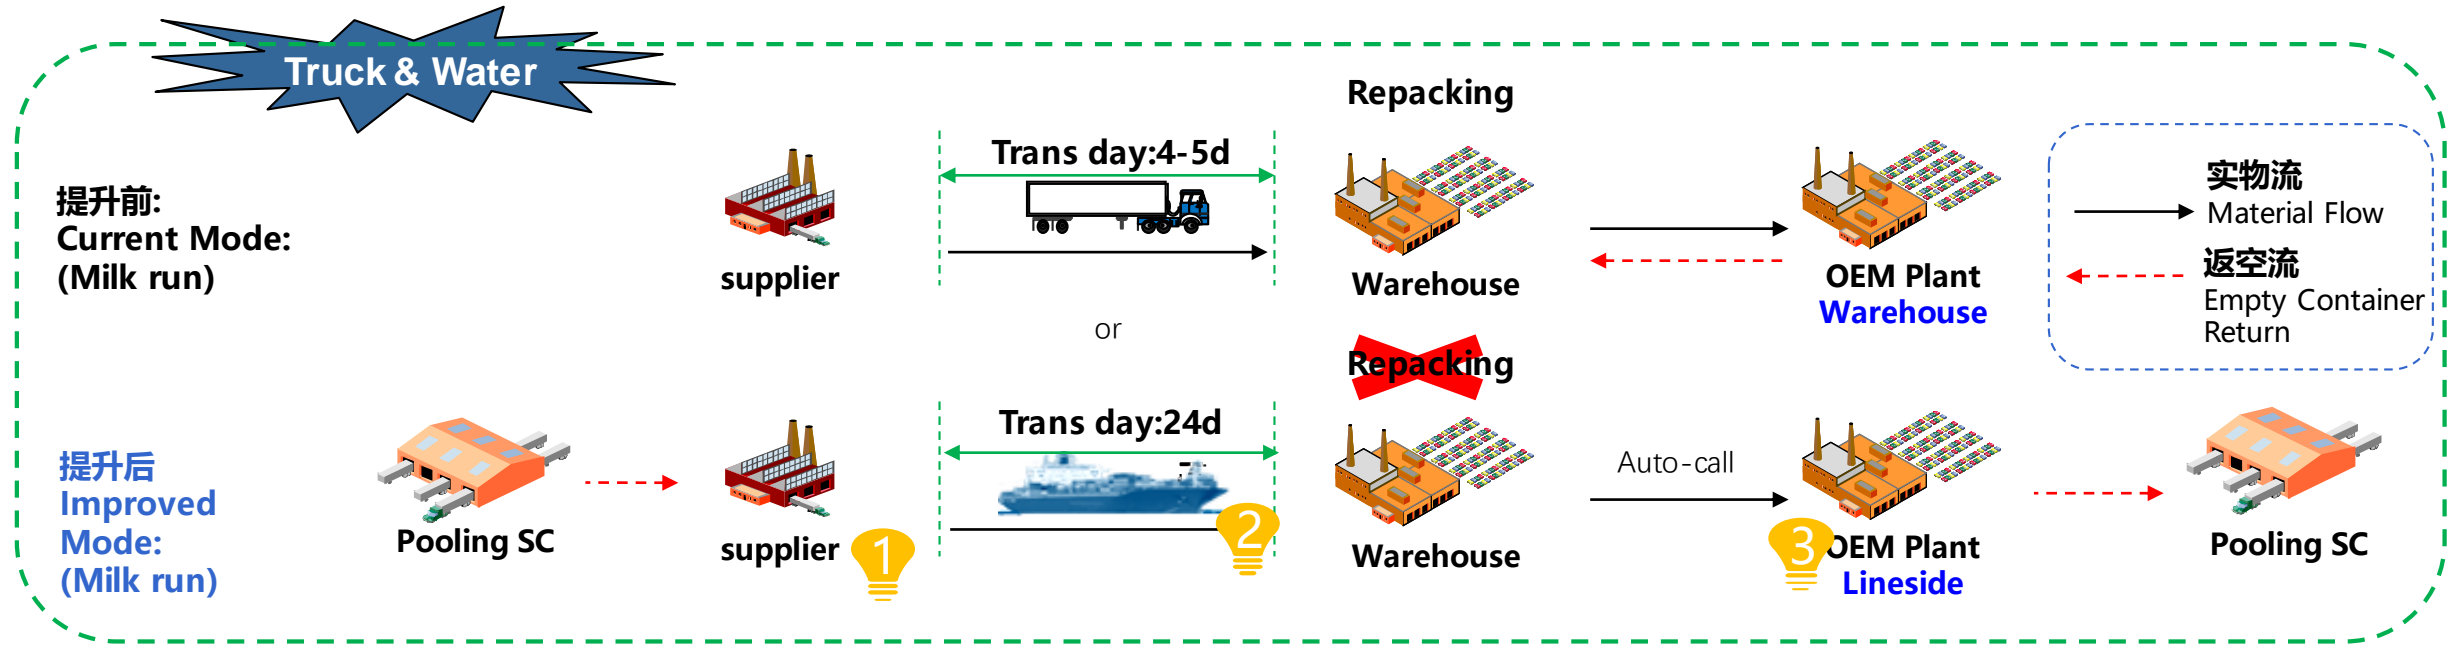 Truck & Water
提升前:
Current Mode:
(Milk run)
supplier
Trans day:4-5d
Repacking
Warehouse
OEM Plant
Warehouse
实物流
Material Flow
返空流
Empty Container
Return
or
提升后
Improved
Mode:
(Milk run)
Pooling SC
supplier
1
Trans day:24d
2
Repacking
Warehouse
Auto-call
3
OEM Plant
Lineside
Pooling SC